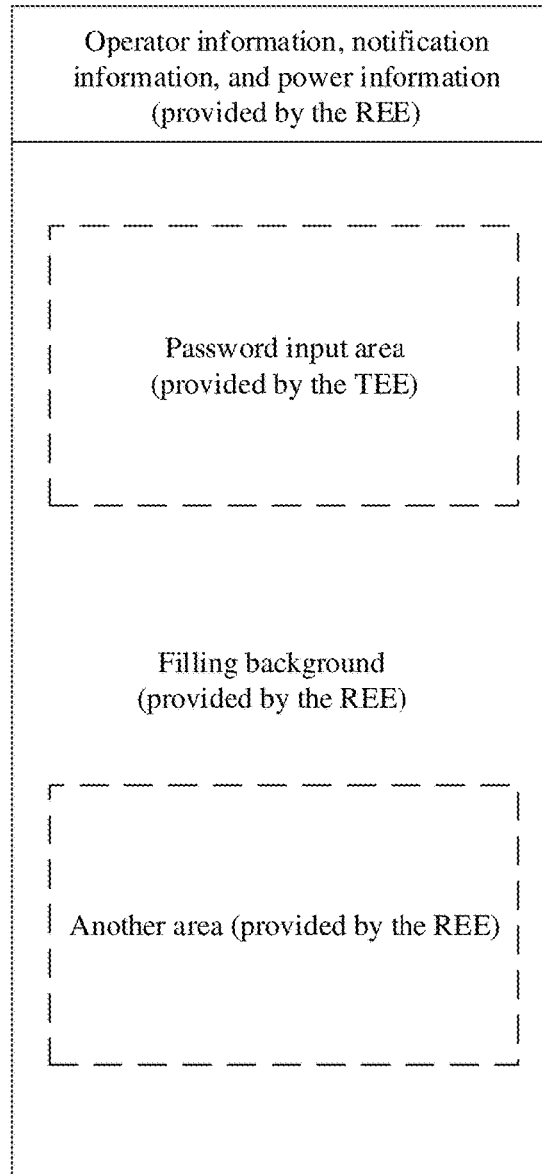 Operator information, notification
information, and power information
(provided by the REE)
Password input area
(provided by the TEE)
Filling background
(provided by the REE)
Another area (provided by the REE)